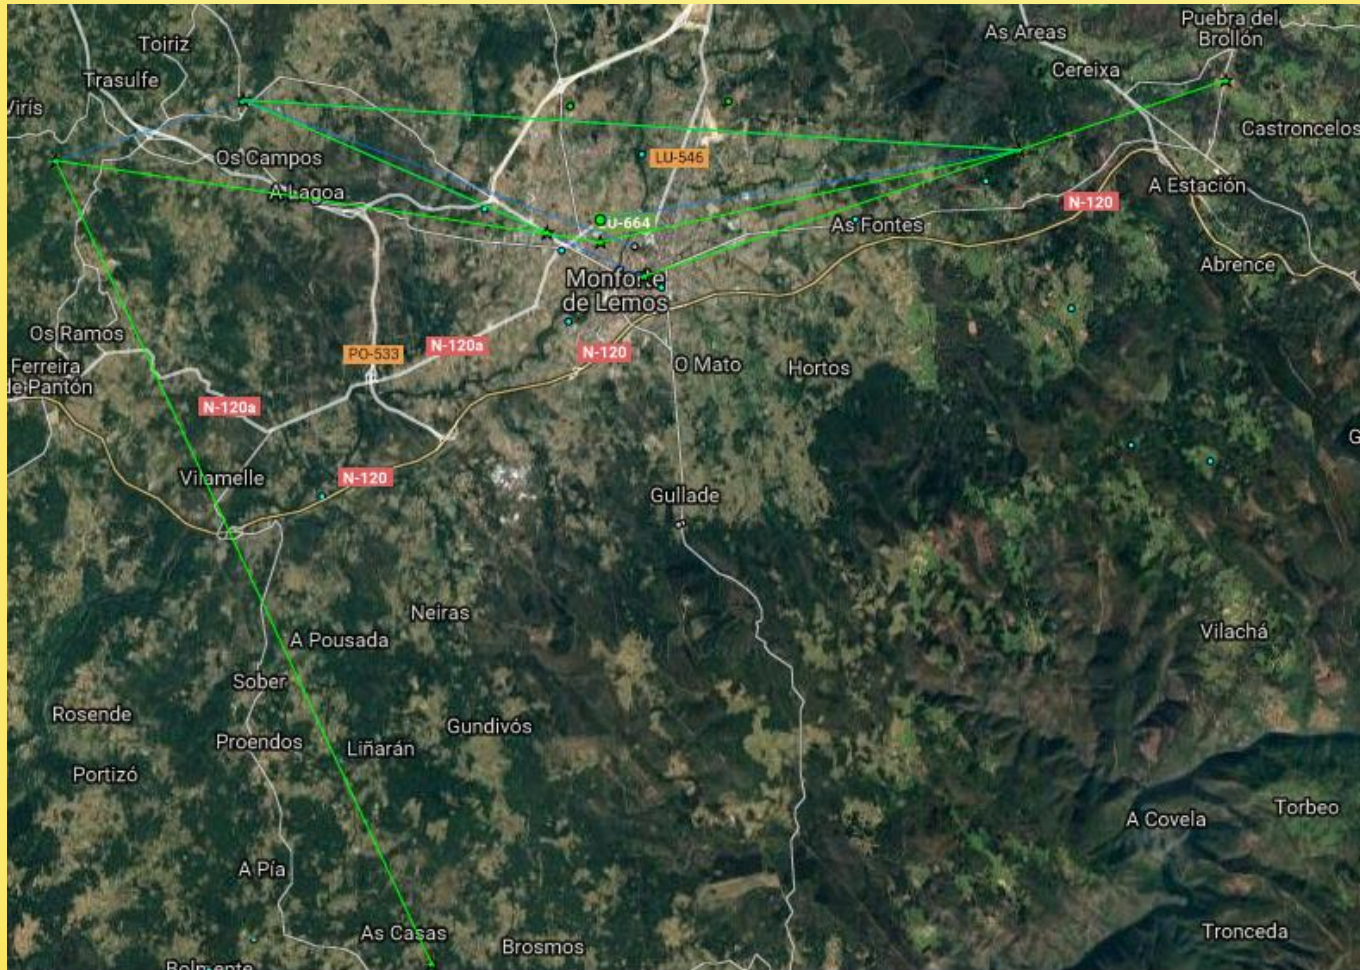 As Areas
Puebra del
Brollón
Toiriz
Cereixa
Trasulfe
Virís
Castroncelos
Os Campos
LU-546
A Lagoa
A Estación
N-120
LU-664
As Fontes
Abrence
Monforte
de Lemos
Os Ramos
N-120a
PO-533
N-120
Ferreira
de Pantón
O Mato
Hortos
N-120a
Vilamelle
N-120
Gullade
Neiras
A Pousada
Vilachá
Sober
Rosende
Gundivós
Proendos
Liñarán
Portizó
Torbeo
A Covela
A Pía
As Casas
Tronceda
Brosmos
Bolmente